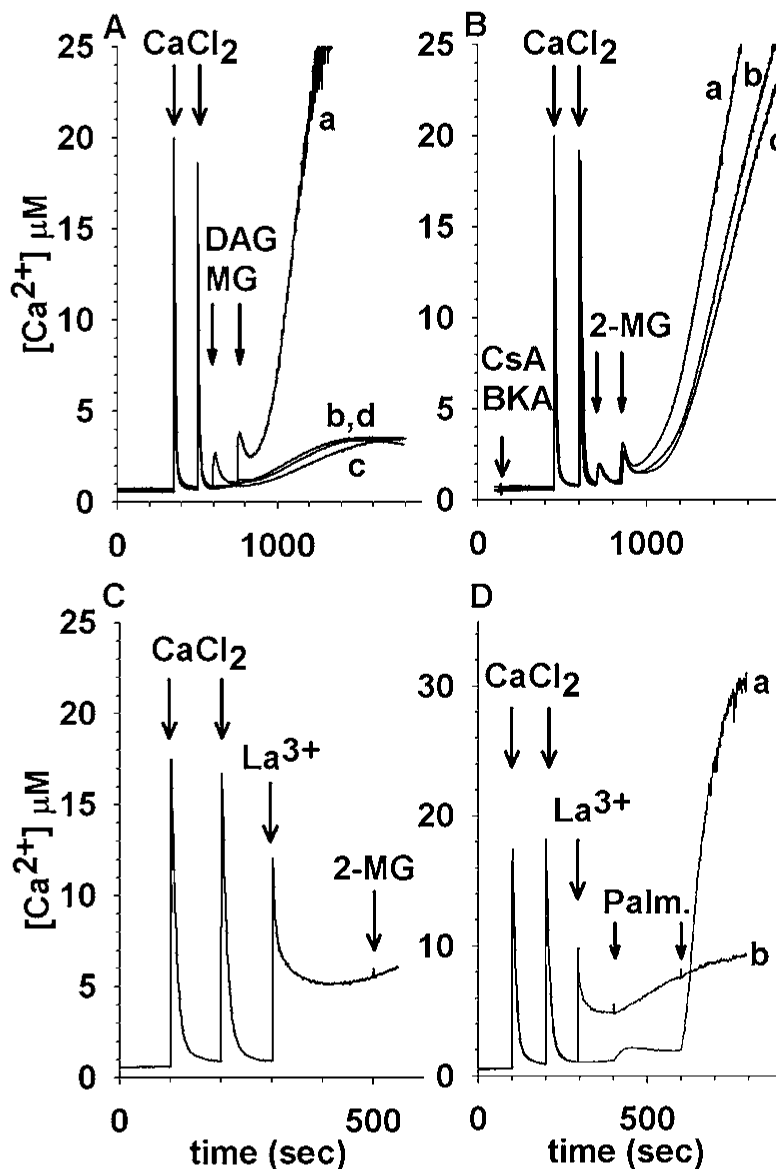 A
25
CaCl2
a
20
15
DAG
MG
10
5
b,d
c
0
0
1000
[Ca2+] µM
B
25
CaCl2
a
b
c
20
15
2-MG
10
CsA
BKA
5
0
0
1000
C
25
CaCl2
20
La3+
15
2-MG
10
5
0
0
500
[Ca2+] µM
time (sec)
D
30
CaCl2
a
20
La3+
Palm.
10
b
0
0
500
time (sec)